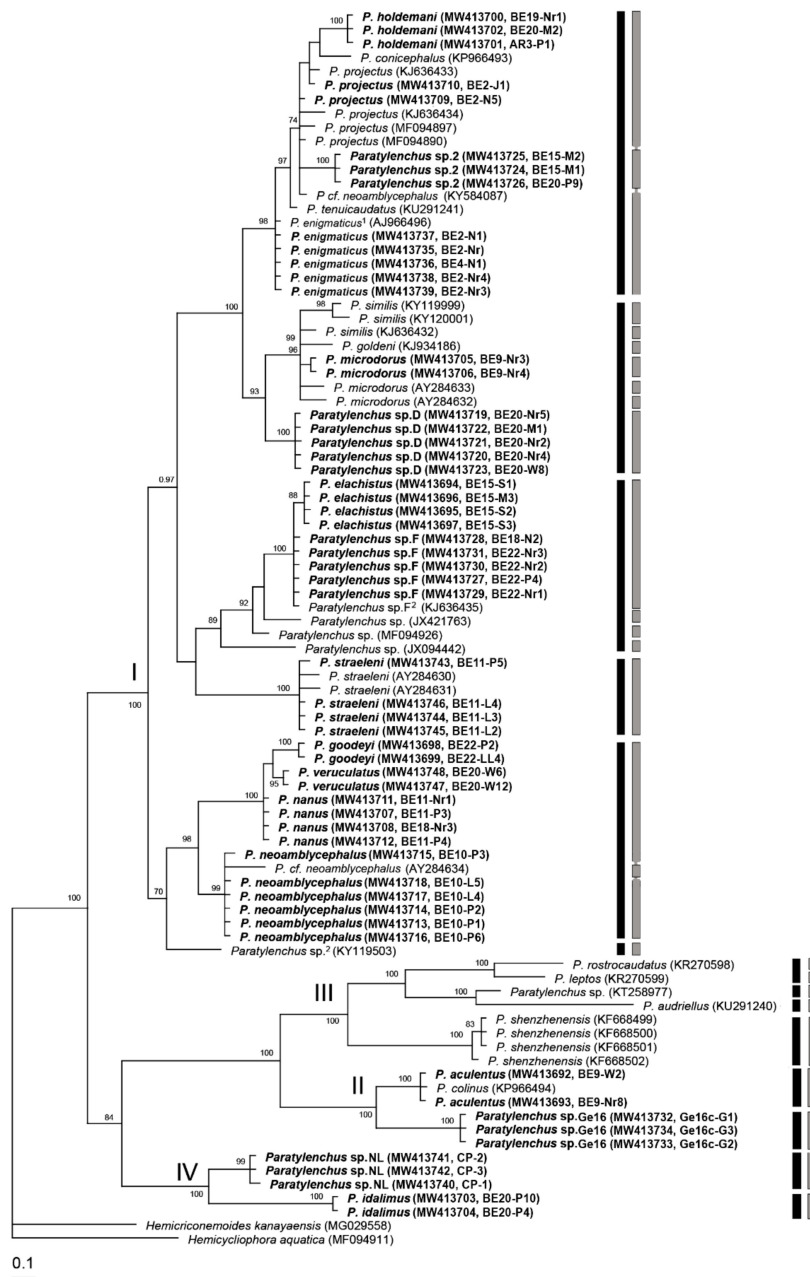 100
P. holdemani (MW413700, BE19-Nr1)
P. holdemani (MW413702, BE20-M2)
P. holdemani (MW413701, AR3-P1)
P. conicephalus (KP966493)
P. projectus (KJ636433)
P. projectus (MW413710, BE2-J1)
P. projectus (MW413709, BE2-N5)
P. projectus (KJ636434)
74
P. projectus (MF094897)
P. projectus (MF094890)
100
Paratylenchus sp.2 (MW413725, BE15-M2)
97
Paratylenchus sp.2 (MW413724, BE15-M1)
Paratylenchus sp.2 (MW413726, BE20-P9)
P cf. neoamblycephalus (KY584087)
P. tenuicaudatus (KU291241)
98
P. enigmaticus¹ (AJ966496)
P. enigmaticus (MW413737, BE2-N1)
P. enigmaticus (MW413735, BE2-Nr)
P. enigmaticus (MW413736, BE4-N1)
P. enigmaticus (MW413738, BE2-Nr4)
P. enigmaticus (MW413739, BE2-Nr3)
98
P. similis (KY119999)
100
P. similis (KY120001)
P. similis (KJ636432)
99
P. goldeni (KJ934186)
96
P. microdorus (MW413705, BE9-Nr3)
P. microdorus (MW413706, BE9-Nr4)
P. microdorus (AY284633)
93
P. microdorus (AY284632)
Paratylenchus sp.D (MW413719, BE20-Nr5)
Paratylenchus sp.D (MW413722, BE20-M1)
100
Paratylenchus sp.D (MW413721, BE20-Nr2)
Paratylenchus sp.D (MW413720, BE20-Nr4)
Paratylenchus sp.D (MW413723, BE20-W8)
0.97
P. elachistus (MW413694, BE15-S1)
88
P. elachistus (MW413696, BE15-M3)
P. elachistus (MW413695, BE15-S2)
P. elachistus (MW413697, BE15-S3)
Paratylenchus sp.F (MW413728, BE18-N2)
100
Paratylenchus sp.F (MW413731, BE22-Nr3)
Paratylenchus sp.F (MW413730, BE22-Nr2)
Paratylenchus sp.F (MW413727, BE22-P4)
Paratylenchus sp.F (MW413729, BE22-Nr1)
92
Paratylenchus sp.F² (KJ636435)
Paratylenchus sp. (JX421763)
89
Paratylenchus sp. (MF094926)
Paratylenchus sp. (JX094442)
P. straeleni (MW413743, BE11-P5)
I
P. straeleni (AY284630)
100
P. straeleni (AY284631)
100
P. straeleni (MW413746, BE11-L4)
P. straeleni (MW413744, BE11-L3)
P. straeleni (MW413745, BE11-L2)
100
P. goodeyi (MW413698, BE22-P2)
P. goodeyi (MW413699, BE22-LL4)
P. veruculatus (MW413748, BE20-W6)
95
P. veruculatus (MW413747, BE20-W12)
100
P. nanus (MW413711, BE11-Nr1)
P. nanus (MW413707, BE11-P3)
P. nanus (MW413708, BE18-Nr3)
98
P. nanus (MW413712, BE11-P4)
P. neoamblycephalus (MW413715, BE10-P3)
P. cf. neoamblycephalus (AY284634)
99
P. neoamblycephalus (MW413718, BE10-L5)
70
P. neoamblycephalus (MW413717, BE10-L4)
100
P. neoamblycephalus (MW413714, BE10-P2)
P. neoamblycephalus (MW413713, BE10-P1)
P. neoamblycephalus (MW413716, BE10-P6)
Paratylenchus sp.² (KY119503)
P. rostrocaudatus (KR270598)
100
100
P. leptos (KR270599)
III
100
Paratylenchus sp. (KT258977)
P. audriellus (KU291240)
100
P. shenzhenensis (KF668499)
83
P. shenzhenensis (KF668500)
100
P. shenzhenensis (KF668501)
P. shenzhenensis (KF668502)
100
P. aculentus (MW413692, BE9-W2)
II
100
P. colinus (KP966494)
P. aculentus (MW413693, BE9-Nr8)
84
100
Paratylenchus sp.Ge16 (MW413732, Ge16c-G1)
100
Paratylenchus sp.Ge16 (MW413734, Ge16c-G3)
Paratylenchus sp.Ge16 (MW413733, Ge16c-G2)
IV
99
Paratylenchus sp.NL (MW413741, CP-2)
Paratylenchus sp.NL (MW413742, CP-3)
Paratylenchus sp.NL (MW413740, CP-1)
100
100
P. idalimus (MW413703, BE20-P10)
P. idalimus (MW413704, BE20-P4)
Hemicriconemoides kanayaensis (MG029558)
Hemicycliophora aquatica (MF094911)
0.1